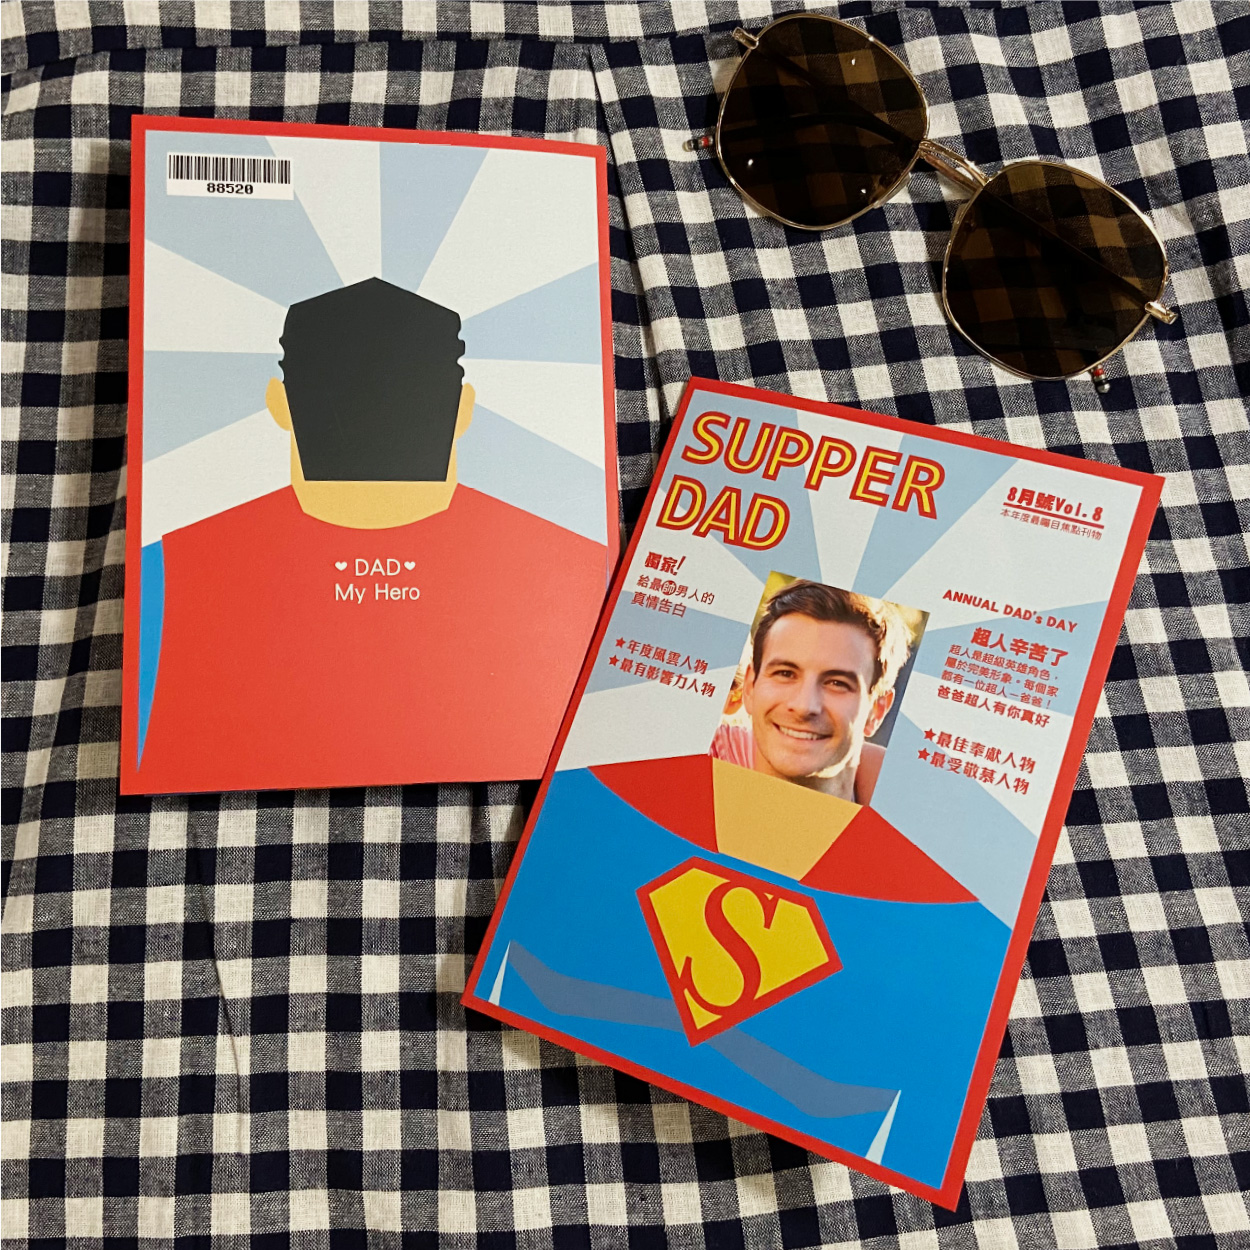 88520
DAD
My Hero
SUPPER
DAD
8月號Vol.8
本年度最矚目焦點刊物
獨家!
給最帥男人的
真情告白
★年度風雲人物
★最有影響力人物
ANNUAL DAD's DAY
超人辛苦了
超人是超級英雄角色，
屬於完美形象。每個家
都有一位超人－爸爸！
爸爸超人有你真好
★最佳奉獻人物
★最受敬慕人物
S